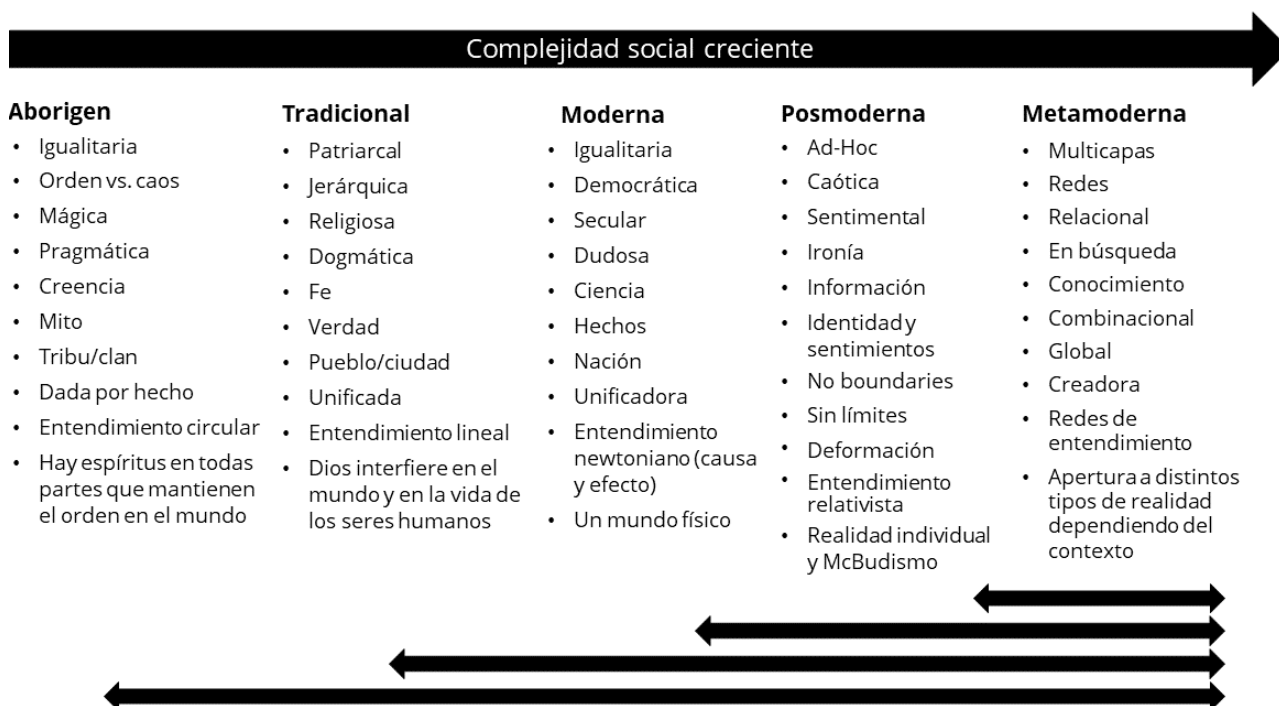 Complejidad social creciente
Aborigen
• Igualitaria
• Orden vs. caos
• Mágica
• Pragmática
• Creencia
• Mito
• Tribu/clan
• Dada por hecho
• Entendimiento circular
• Hay espíritus en todas
partes que mantienen
el orden en el mundo
Tradicional
• Patriarcal
• Jerárquica
• Religiosa
• Dogmática
• Fe
• Verdad
• Pueblo/ciudad
• Unificada
• Entendimiento lineal
• Dios interfiere en el
mundo y en la vida de
los seres humanos
Moderna
• Igualitaria
• Democrática
• Secular
• Dudosa
• Ciencia
• Hechos
• Nación
• Unificadora
• Entendimiento
newtoniano (causa
y efecto)
• Un mundo físico
Posmoderna
• Ad-Hoc
• Caótica
• Sentimental
• Ironía
• Información
• Identidad y
sentimientos
• No boundaries
• Sin límites
• Deformación
• Entendimiento
relativista
• Realidad individual
y McBudismo
Metamoderna
• Multicapas
• Redes
• Relacional
• En búsqueda
• Conocimiento
• Combinacional
• Global
• Creadora
• Redes de
entendimiento
• Apertura a distintos
tipos de realidad
dependiendo del
contexto